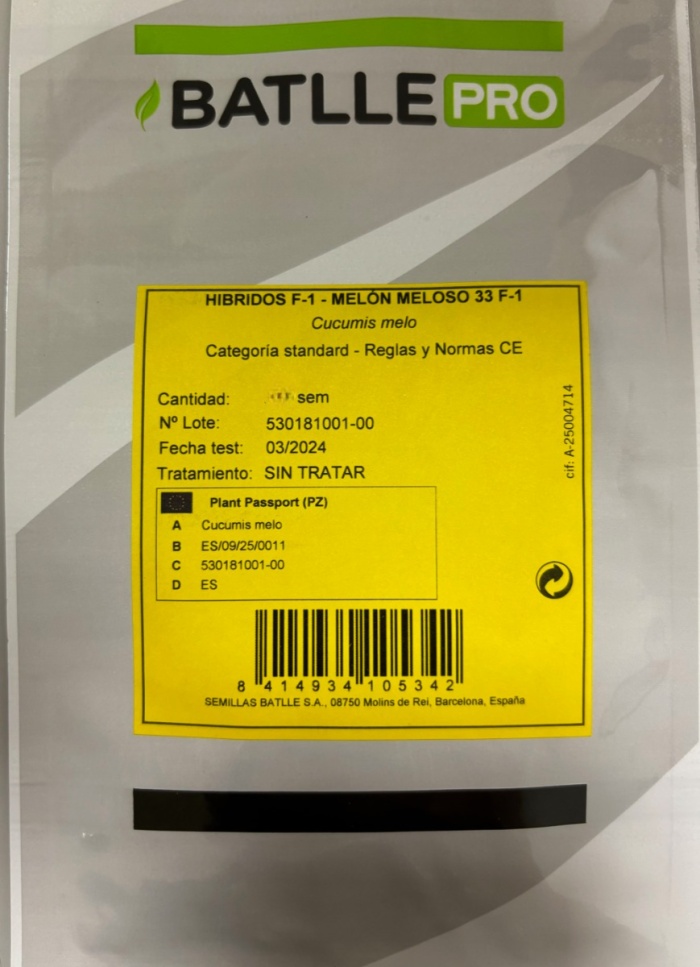 BATLLE PRO
HIBRIDOS F-1 - MELÓN MELOSO 33 F-1
Cucumis melo
Categoría standard - Reglas y Normas CE
Cantidad: sem
Nº Lote: 530181001-00
Fecha test: 03/2024
Tratamiento: SIN TRATAR
cif: A-25004714
Plant Passport (PZ)
A Cucumis melo
B ES/09/25/0011
C 530181001-00
D ES
8 414934 105342
SEMILLAS BATLLE S.A., 08750 Molins de Rei, Barcelona, España